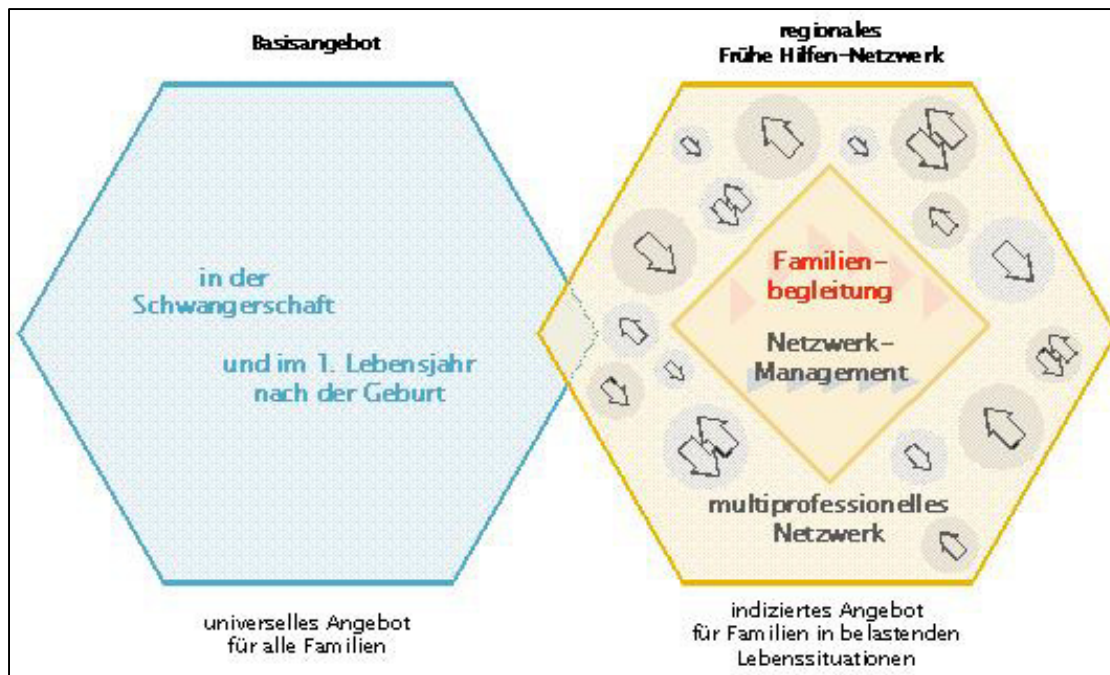 Basisangebot
in der
Schwangerschaft
und im 1. Lebensjahr
nach der Geburt
universelles Angebot
für alle Familien
regionales
Frühe Hilfen-Netzwerk
Familien-
begleitung
Netzwerk-
Management
multiprofessionelles
Netzwerk
indiziertes Angebot
für Familien in belastenden
Lebenssituationen